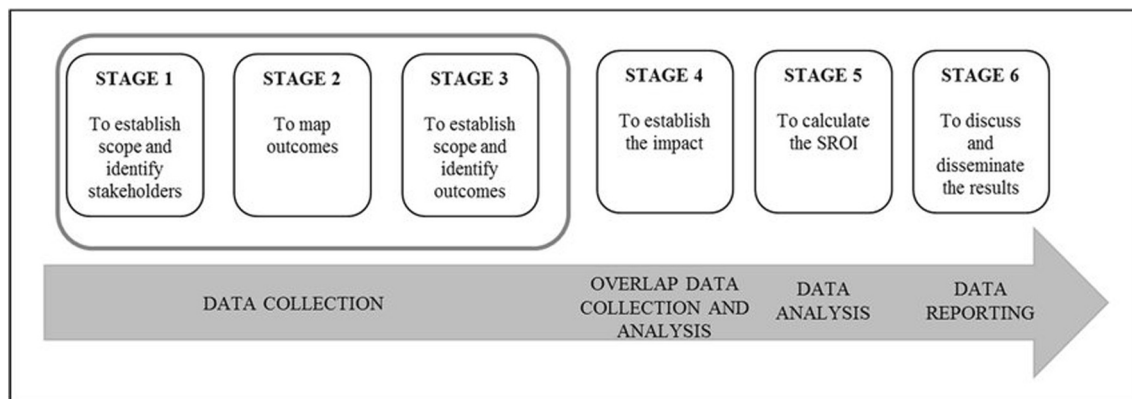 STAGE 1
To establish
scope and
identify
stakeholders
STAGE 2
To map
outcomes
STAGE 3
To establish
scope and
identify
outcomes
STAGE 4
To establish
the impact
STAGE 5
To calculate
the SROI
STAGE 6
To discuss
and
disseminate
the results
DATA COLLECTION
OVERLAP DATA
COLLECTION AND
ANALYSIS
DATA
ANALYSIS
DATA
REPORTING